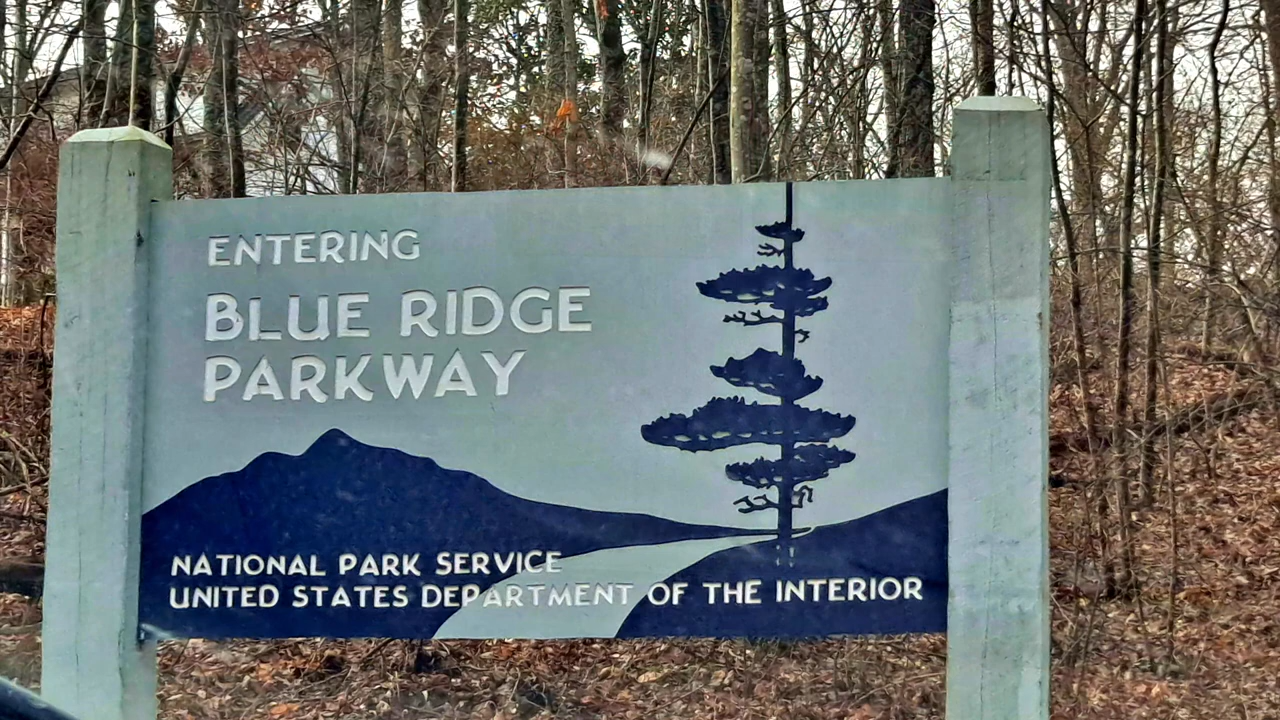 ENTERING
BLUE RIDGE
PARKWAY
NATIONAL PARK SERVICE
UNITED STATES DEPARTMENT OF THE INTERIOR